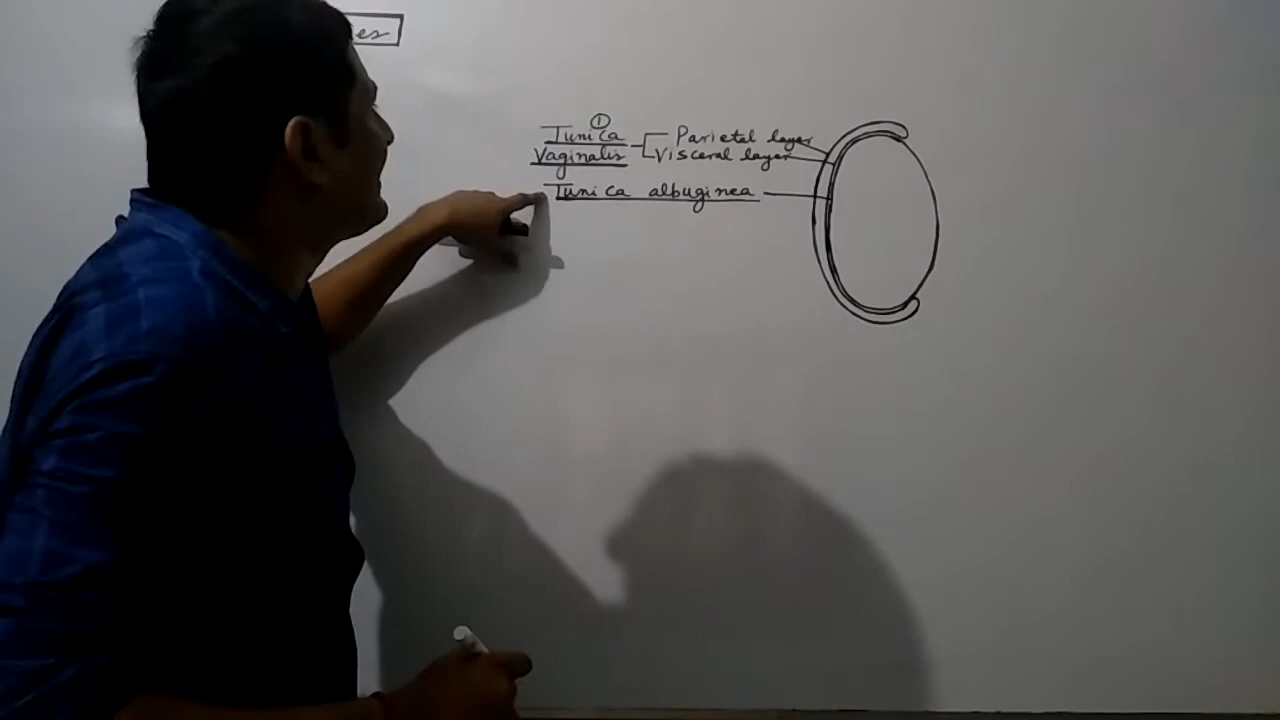 es
①
Tunica
Vaginalis
Parietal layer
Visceral layer
Tunica albuginea